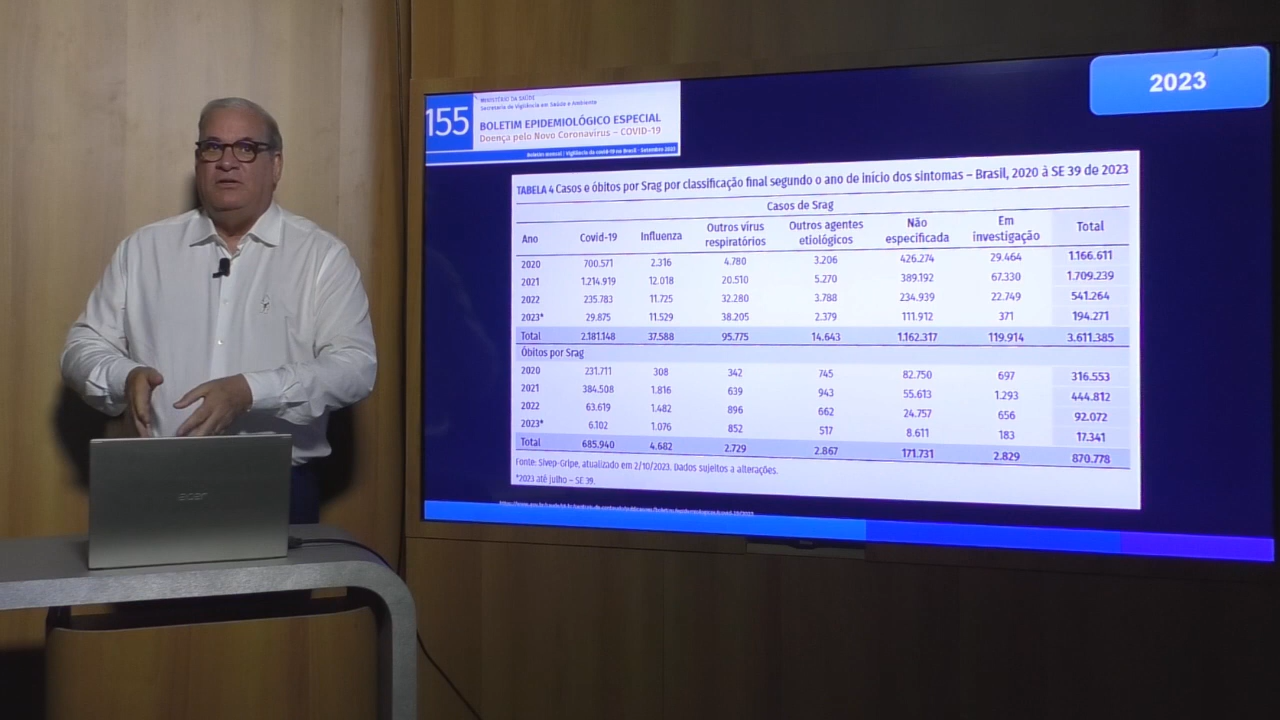 2023
155
MINISTÉRIO DA SAÚDE
Secretaria de Vigilância em Saúde e Ambiente
BOLETIM EPIDEMIOLÓGICO ESPECIAL
Doença pelo Novo Coronavírus – COVID-19
Boletim mensal | Vigilância da covid-19 no Brasil - Setembro 2023
TABELA 4 Casos e óbitos por Srag por classificação final segundo o ano de início dos sintomas – Brasil, 2020 à SE 39 de 2023
Casos de Srag
Ano Covid-19 Influenza Outros vírus respiratórios Outros agentes etiológicos Não especificada Em investigação Total
2020 700.571 2.316 4.780 3.206 426.274 29.464 1.166.611
2021 1.214.919 12.018 20.510 5.270 389.192 67.330 1.709.239
2022 235.783 11.725 32.280 3.788 234.939 22.749 541.264
2023* 29.875 11.529 38.205 2.379 111.912 371 194.271
Total 2.181.148 37.588 95.775 14.643 1.162.317 119.914 3.611.385
Óbitos por Srag
2020 231.711 308 342 745 82.750 697 316.553
2021 384.508 1.816 639 943 55.613 1.293 444.812
2022 63.619 1.482 896 662 24.757 656 92.072
2023* 6.102 1.076 852 517 8.611 183 17.341
Total 685.940 4.682 2.729 2.867 171.731 2.829 870.778
Fonte: Sivep-Gripe, atualizado em 2/10/2023. Dados sujeitos a alterações.
*2023 até julho – SE 39.
acer